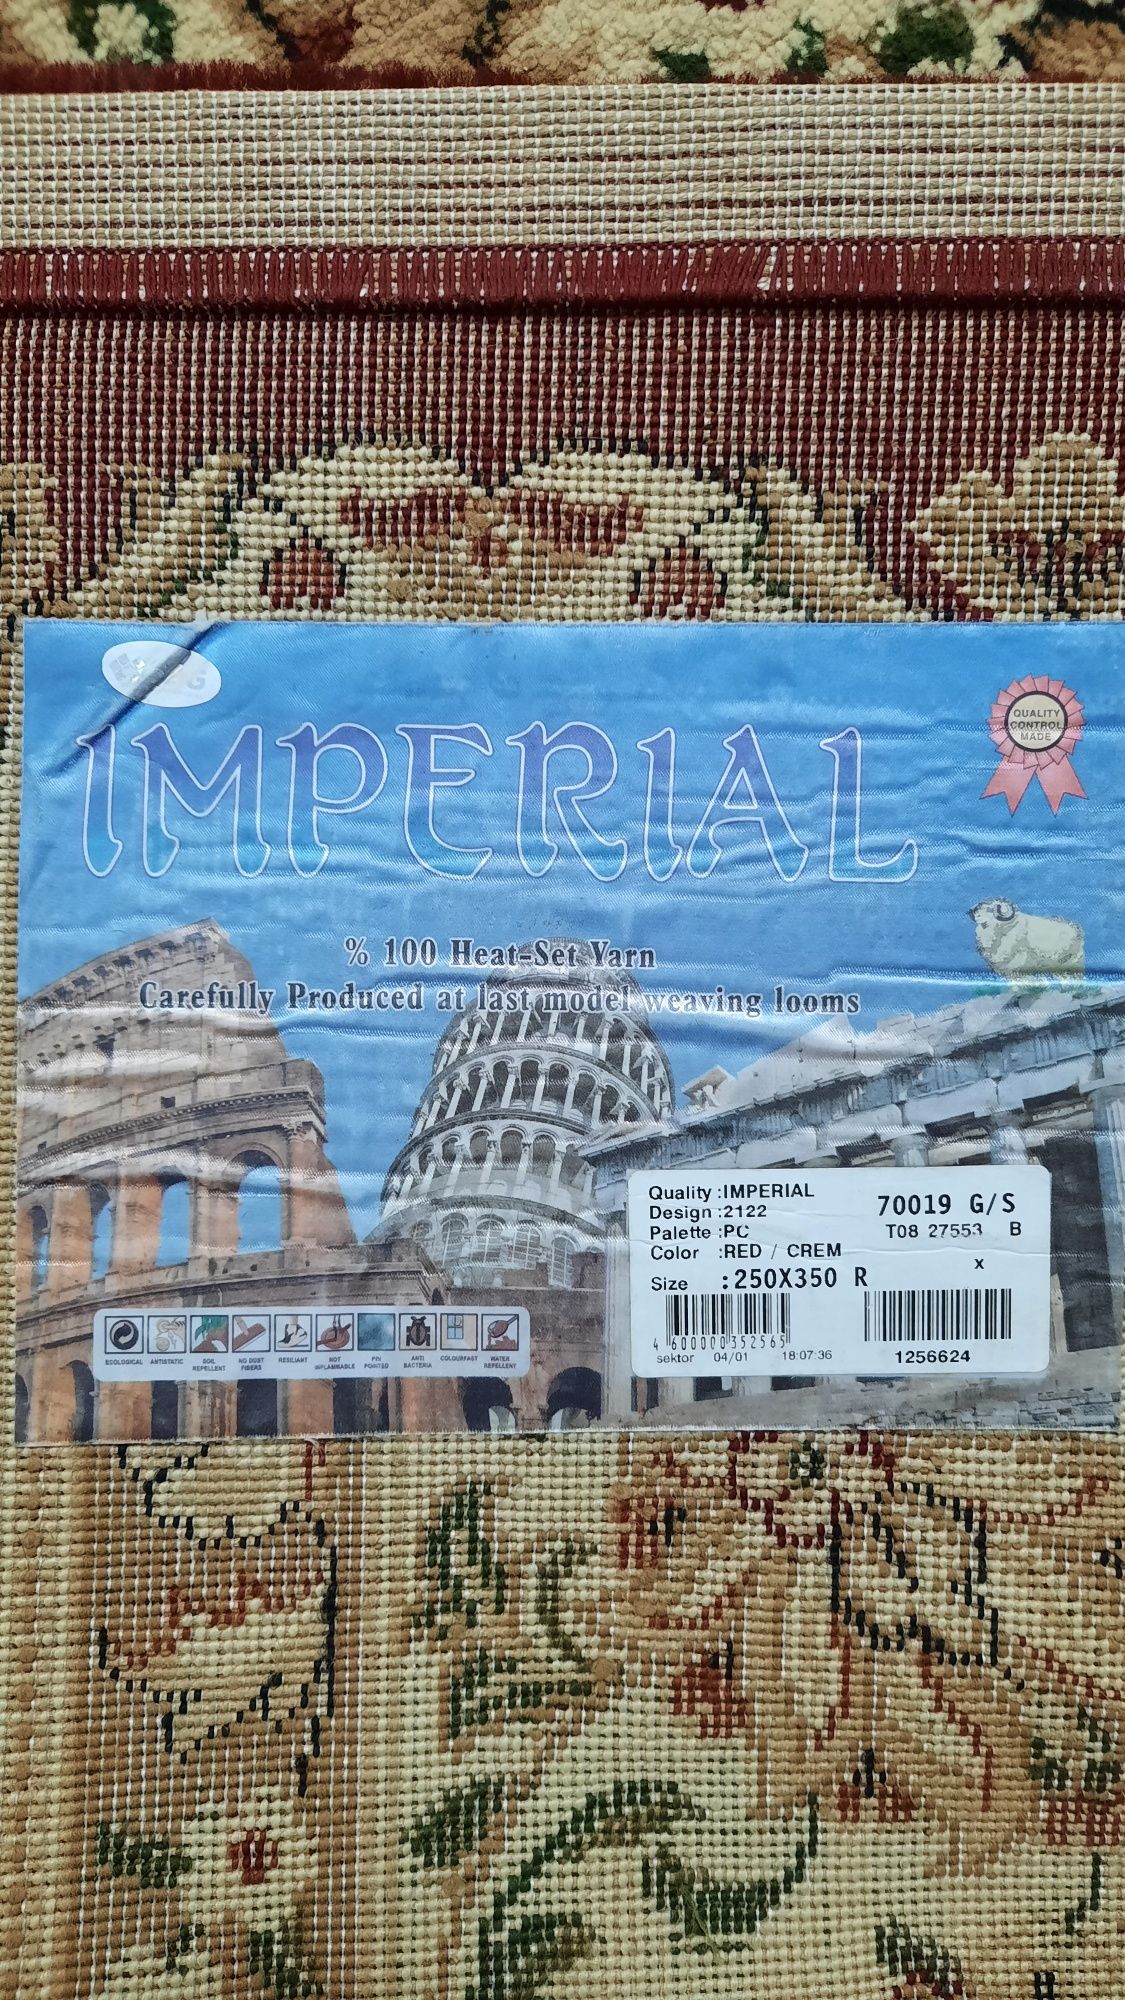 IMPERIAL
QUALITY
CONTROL
MADE
% 100 Heat-Set Yarn
Carefully Produced at last model weaving looms
Quality :IMPERIAL
70019 G/S
Design :2122
T08 27553 B
Palette :PC
Color :RED / CREM
x
Size :250X350 R
4 600000 352565
sektor 04/01 18:07:36
1256624
ECOLOGICAL
ANTISTATIC
SOIL
REPELLENT
NO DUST
FIBERS
RESILIANT
NOT
INFLAMMABLE
PIN
POINTED
ANTI
BACTERIA
COLOURFAST
WATER
REPELLENT